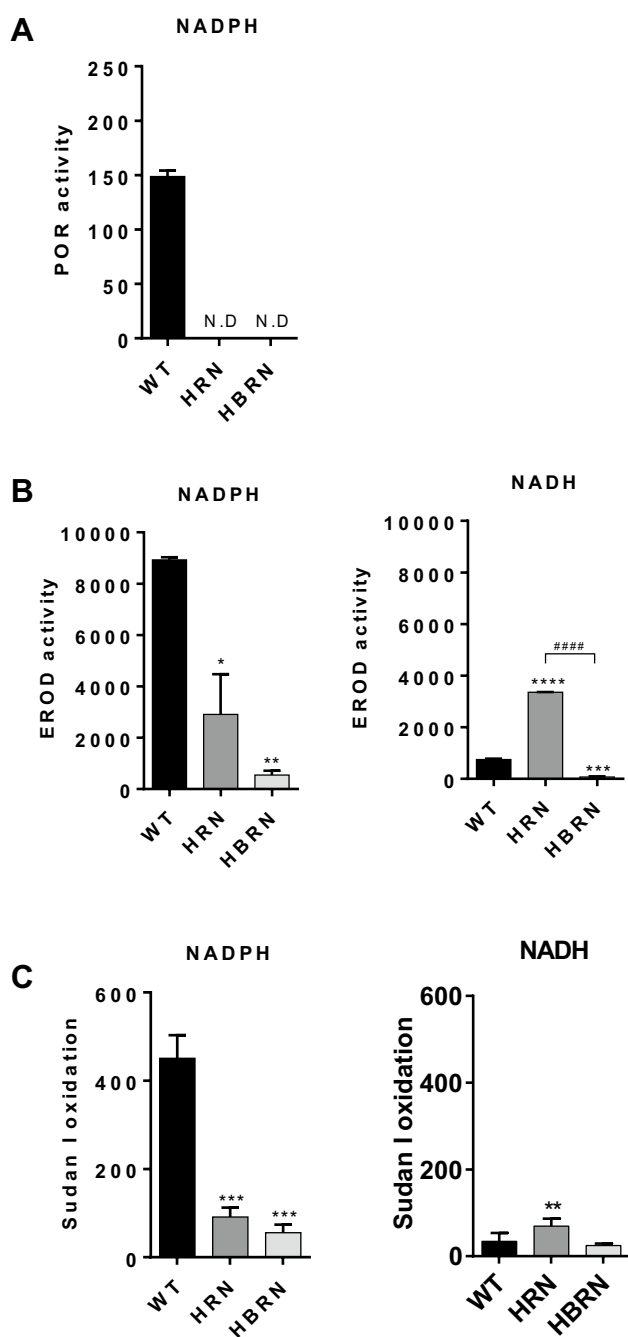 A
NADPH
POR activity
250
200
150
100
50
0
N.D N.D
WT HRN HBRN
B
NADPH
EROD activity
10000
8000
6000
4000
2000
0
*
**
WT HRN HBRN
NADH
EROD activity
10000
8000
6000
4000
2000
0
####
****
***
WT HRN HBRN
C
NADPH
Sudan I oxidation
600
400
200
0
***
***
WT HRN HBRN
NADH
Sudan I oxidation
600
400
200
0
**
WT HRN HBRN